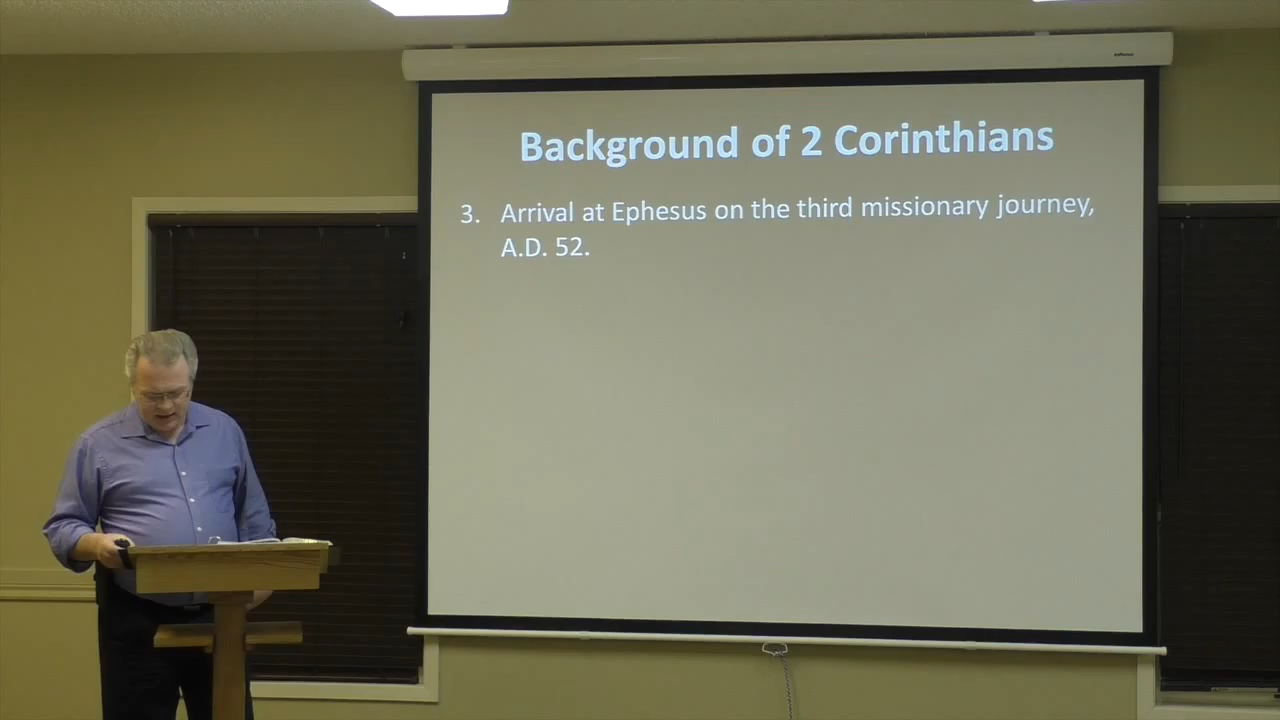 Background of 2 Corinthians
3. Arrival at Ephesus on the third missionary journey,
A.D. 52.